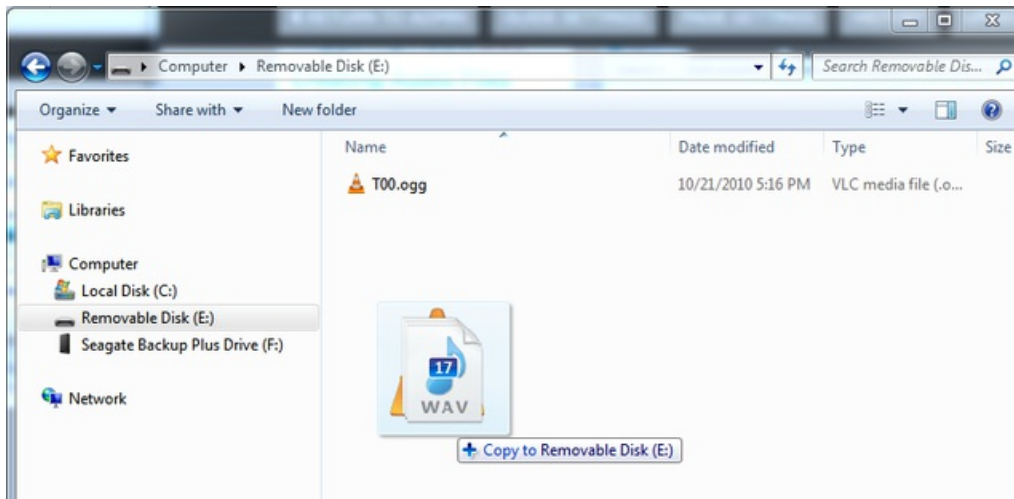 Computer Removable Disk (E:) Search Removable Dis...
Organize Share with New folder
Favorites
Libraries
Computer
Local Disk (C:)
Removable Disk (E:)
Seagate Backup Plus Drive (F:)
Network
Name Date modified Type Size
T00.ogg 10/21/2010 5:16 PM VLC media file (.o...
17
WAV
Copy to Removable Disk (E:)